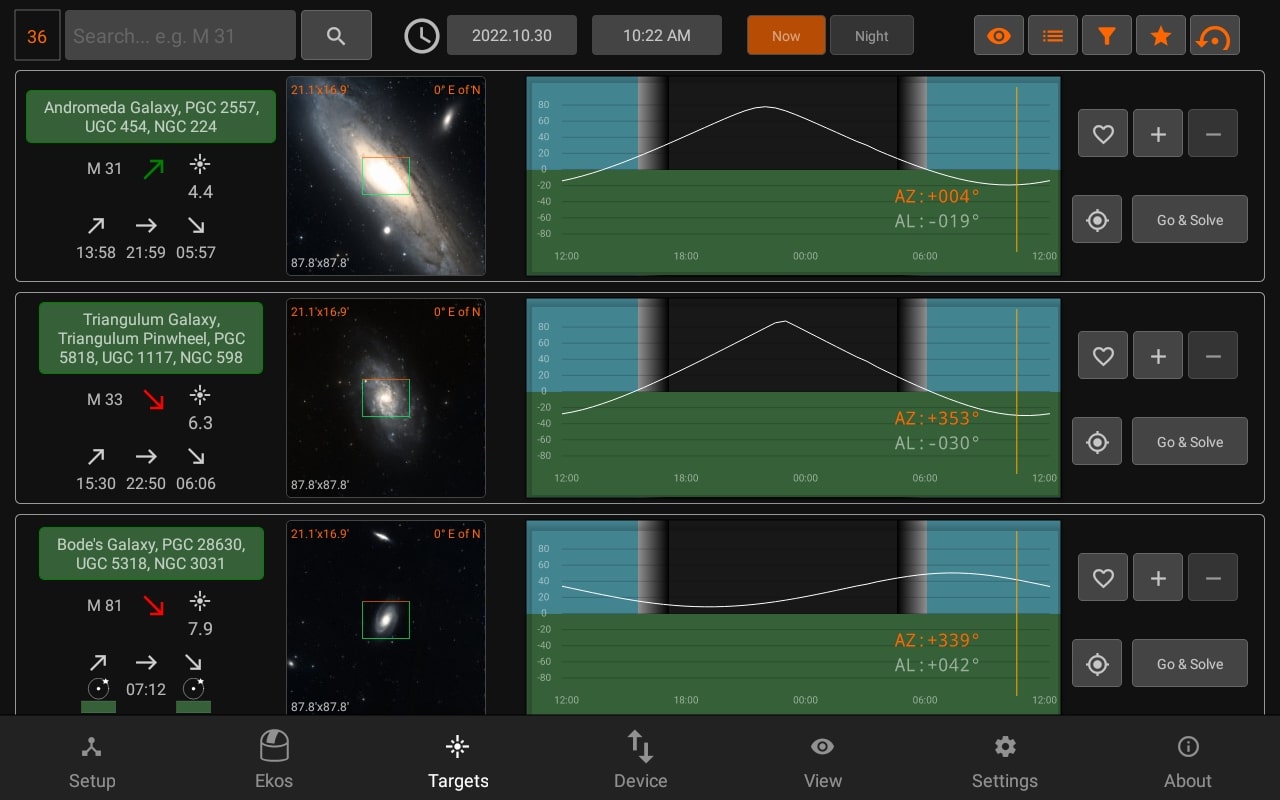 36
Search... e.g. M 31
2022.10.30
10:22 AM
Now
Night
Andromeda Galaxy, PGC 2557,
UGC 454, NGC 224
M 31
4.4
13:58 21:59 05:57
21.1'x16.9' 0° E of N
87.8'x87.8'
80
60
40
20
0
-20
-40
-60
-80
12:00 18:00 00:00 06:00 12:00
AZ:+004°
AL:-019°
Go & Solve
Triangulum Galaxy,
Triangulum Pinwheel, PGC
5818, UGC 1117, NGC 598
M 33
6.3
15:30 22:50 06:06
21.1'x16.9' 0° E of N
87.8'x87.8'
80
60
40
20
0
-20
-40
-60
-80
12:00 18:00 00:00 06:00 12:00
AZ:+353°
AL:-030°
Go & Solve
Bode's Galaxy, PGC 28630,
UGC 5318, NGC 3031
M 81
7.9
07:12
21.1'x16.9' 0° E of N
87.8'x87.8'
80
60
40
20
0
-20
-40
-60
-80
12:00 18:00 00:00 06:00 12:00
AZ:+339°
AL:+042°
Go & Solve
Setup Ekos Targets Device View Settings About